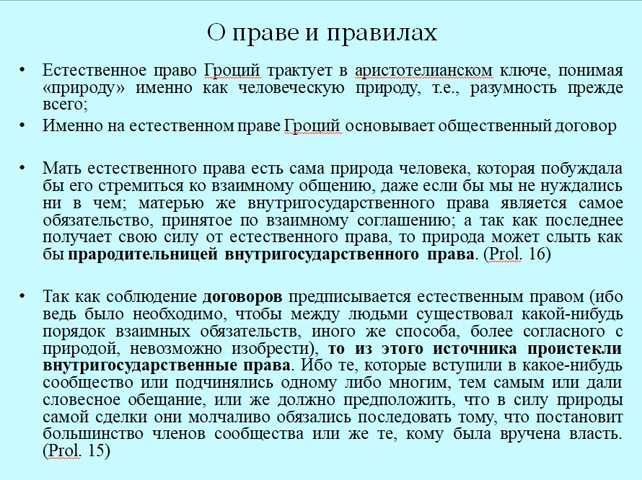 О праве и правилах
• Естественное право Гроций трактует в аристотелианском ключе, понимая
«природу» именно как человеческую природу, т.е., разумность прежде
всего;
• Именно на естественном праве Гроций основывает общественный договор
• Мать естественного права есть сама природа человека, которая побуждала
бы его стремиться ко взаимному общению, даже если бы мы не нуждались
ни в чем; матерью же внутригосударственного права является самое
обязательство, принятое по взаимному соглашению; а так как последнее
получает свою силу от естественного права, то природа может слыть как
бы прародительницей внутригосударственного права. (Prol. 16)
• Так как соблюдение договоров предписывается естественным правом (ибо
ведь было необходимо, чтобы между людьми существовал какой-нибудь
порядок взаимных обязательств, иного же способа, более согласного с
природой, невозможно изобрести), то из этого источника проистекли
внутригосударственные права. Ибо те, которые вступили в какое-нибудь
сообщество или подчинились одному либо многим, тем самым или дали
словесное обещание, или же должно предположить, что в силу природы
самой сделки они молчаливо обязались последовать тому, что постановит
большинство членов сообщества или же те, кому была вручена власть.
(Prol. 15)